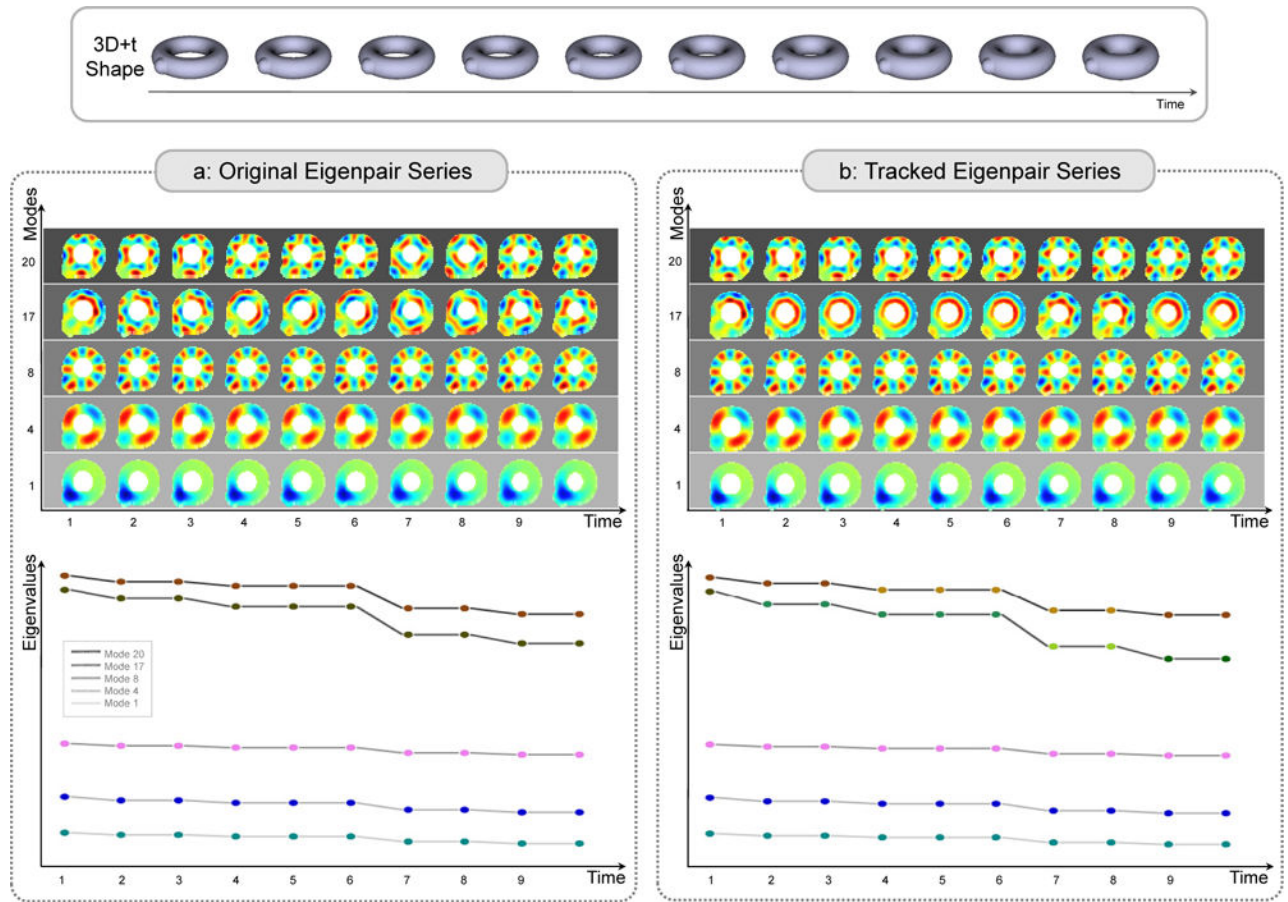 3D+t
Shape
Time
a: Original Eigenpair Series
Modes
20
17
8
4
1
1 2 3 4 5 6 7 8 9
Time
Eigenvalues
Mode 20
Mode 17
Mode 8
Mode 4
Mode 1
1 2 3 4 5 6 7 8 9
Time
b: Tracked Eigenpair Series
Modes
20
17
8
4
1
1 2 3 4 5 6 7 8 9
Time
Eigenvalues
1 2 3 4 5 6 7 8 9
Time